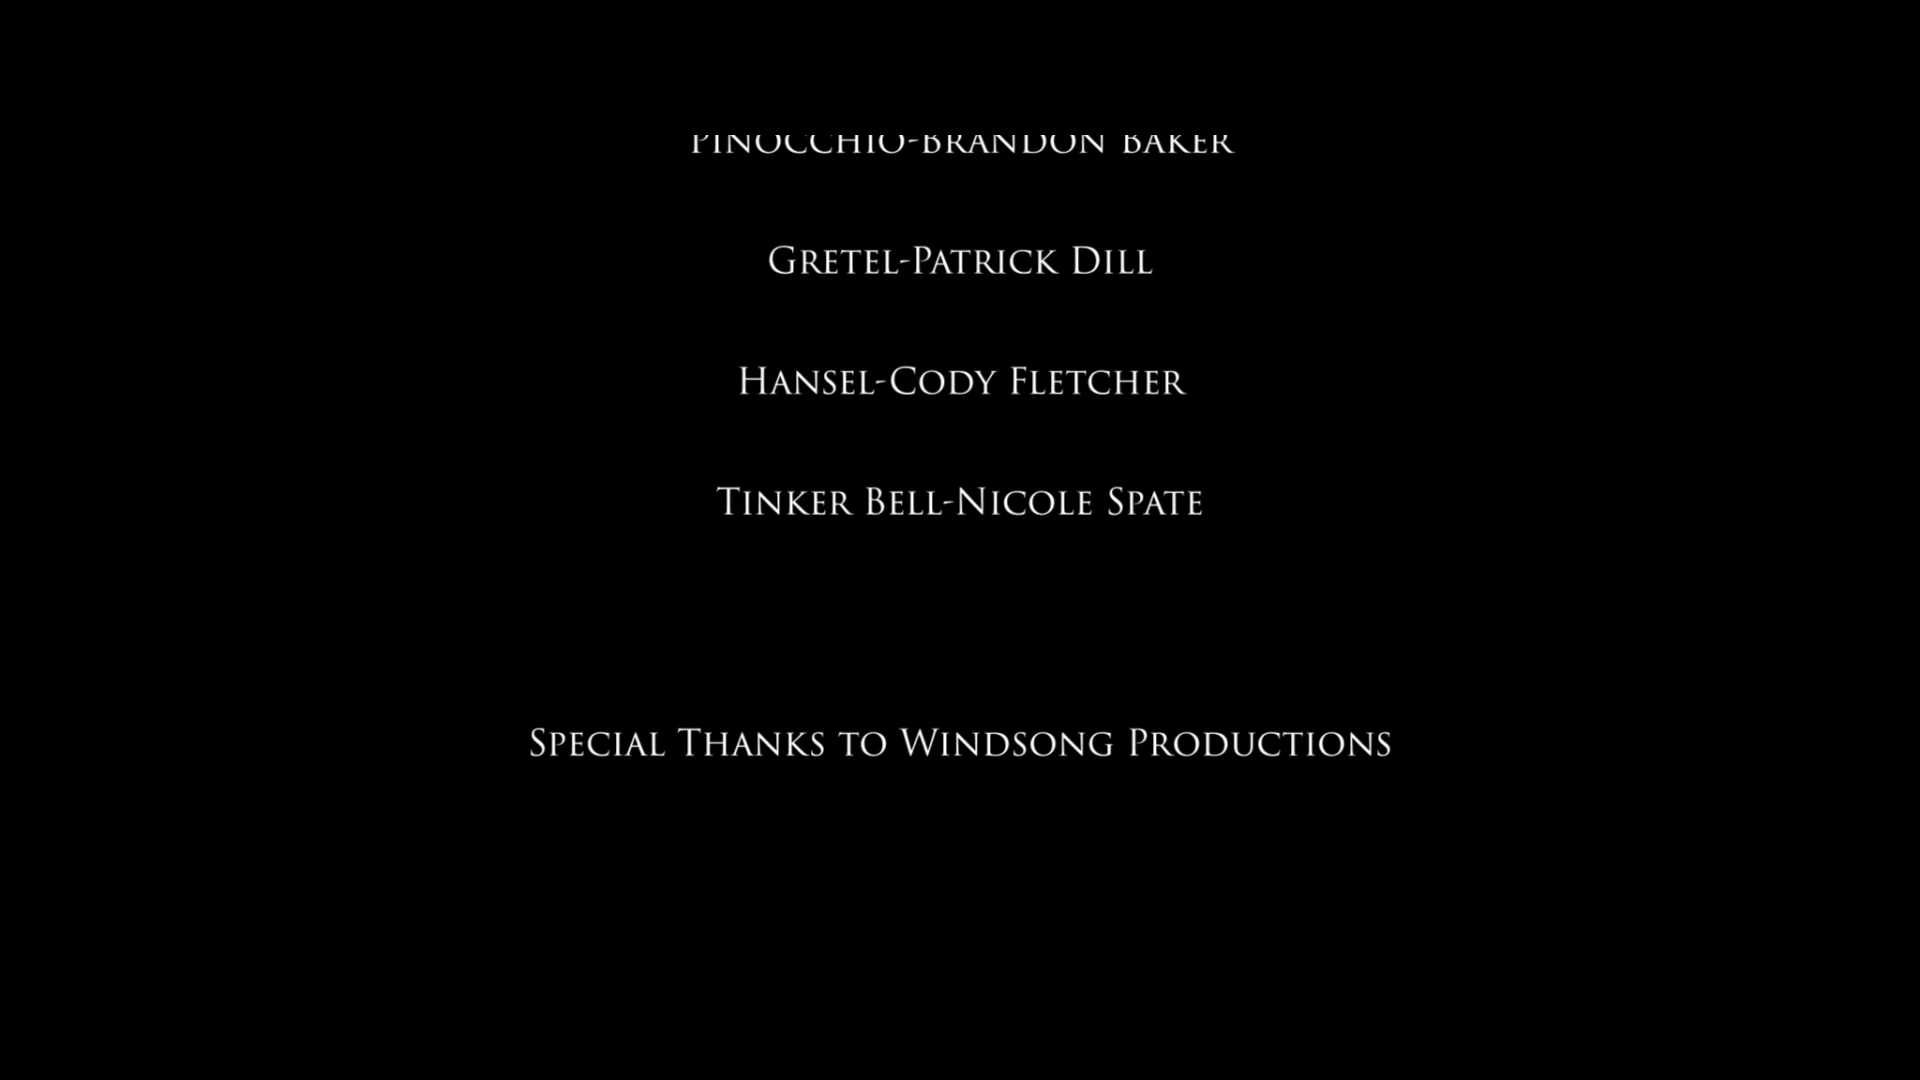 Pinocchio-Brandon Baker
Gretel-Patrick Dill
Hansel-Cody Fletcher
Tinker Bell-Nicole Spate
Special Thanks to Windsong Productions